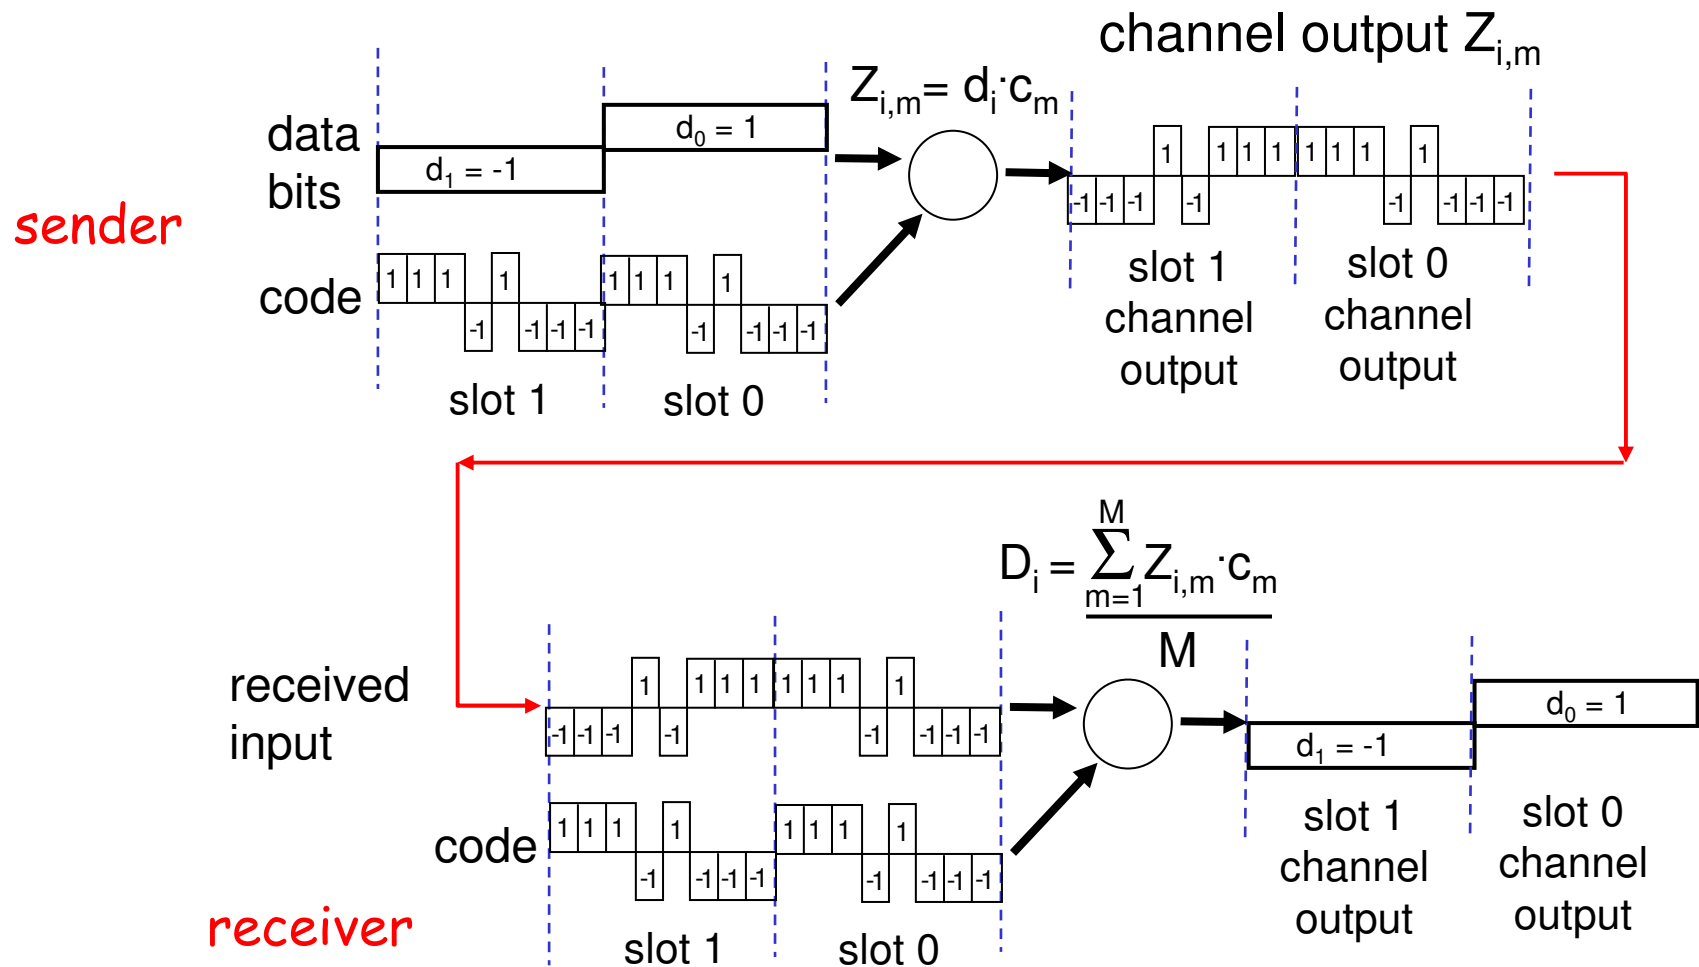 channel output Z_{i,m}
Z_{i,m} = d_i·c_m
data bits
d_1 = -1
d_0 = 1
sender
code
1 1 1 -1 1 -1 -1 -1
1 1 1 -1 1 -1 -1 -1
slot 1
slot 0
-1 -1 -1 1 -1 1 1 1
1 1 1 -1 1 -1 -1 -1
slot 1 channel output
slot 0 channel output
D_i = \frac{\sum_{m=1}^{M} Z_{i,m}·c_m}{M}
received input
-1 -1 -1 1 -1 1 1 1
1 1 1 -1 1 -1 -1 -1
code
1 1 1 -1 1 -1 -1 -1
1 1 1 -1 1 -1 -1 -1
receiver
slot 1
slot 0
d_1 = -1
d_0 = 1
slot 1 channel output
slot 0 channel output